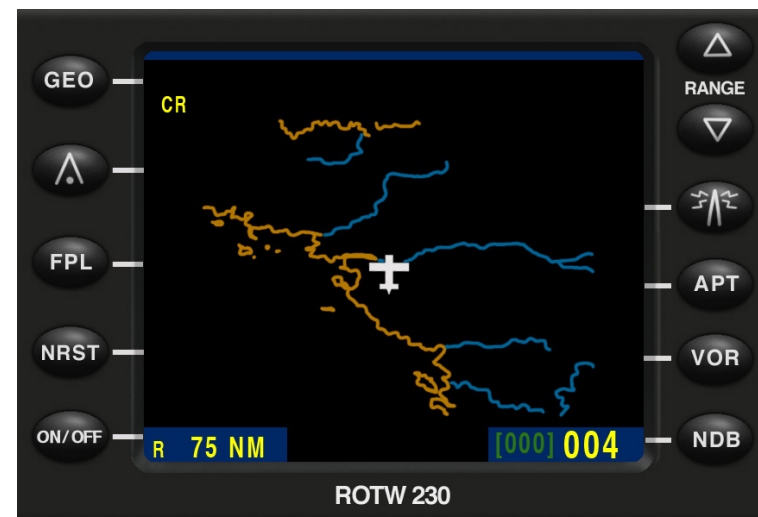 GEO
RANGE
CR
FPL
APT
NRST
VOR
ON/OFF
R 75 NM
[000] 004
NDB
ROTW 230